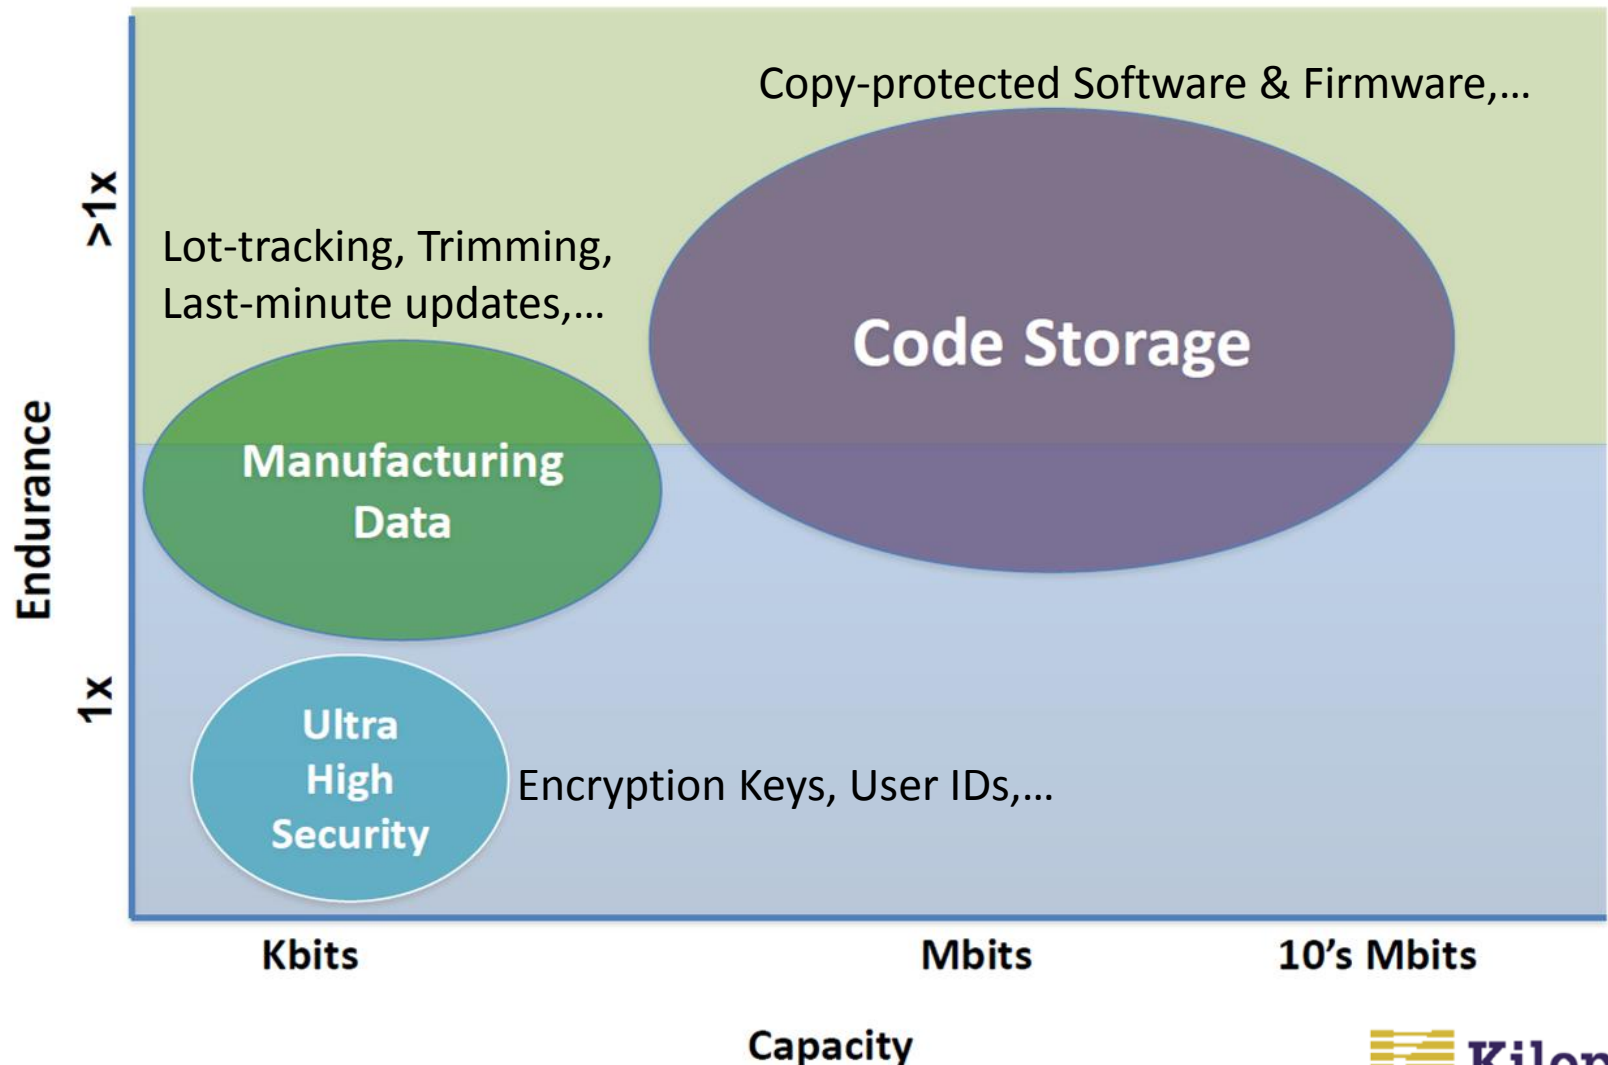 Copy-protected Software & Firmware,…
>1x
Lot-tracking, Trimming,
Last-minute updates,…
Code Storage
Endurance
Manufacturing
Data
1x
Ultra
High
Security
Encryption Keys, User IDs,…
Kbits
Mbits
10’s Mbits
Capacity